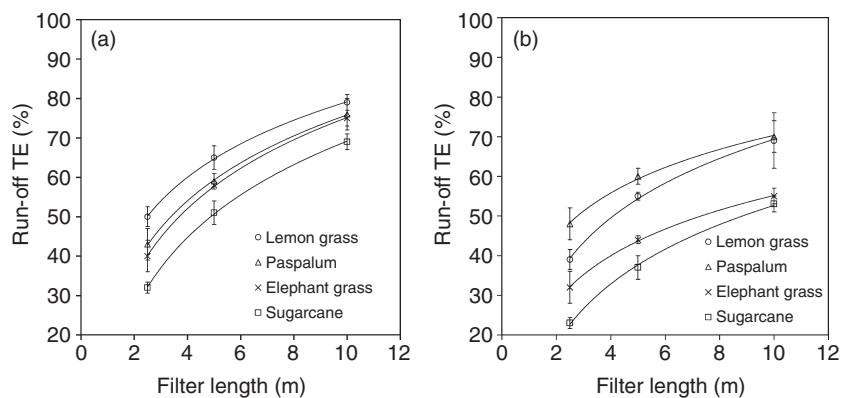 (a)
Run-off TE (%)
100
90
80
70
60
50
40
30
20
0 2 4 6 8 10 12
Filter length (m)
Lemon grass
Paspalum
Elephant grass
Sugarcane
(b)
Run-off TE (%)
100
90
80
70
60
50
40
30
20
0 2 4 6 8 10 12
Filter length (m)
Lemon grass
Paspalum
Elephant grass
Sugarcane